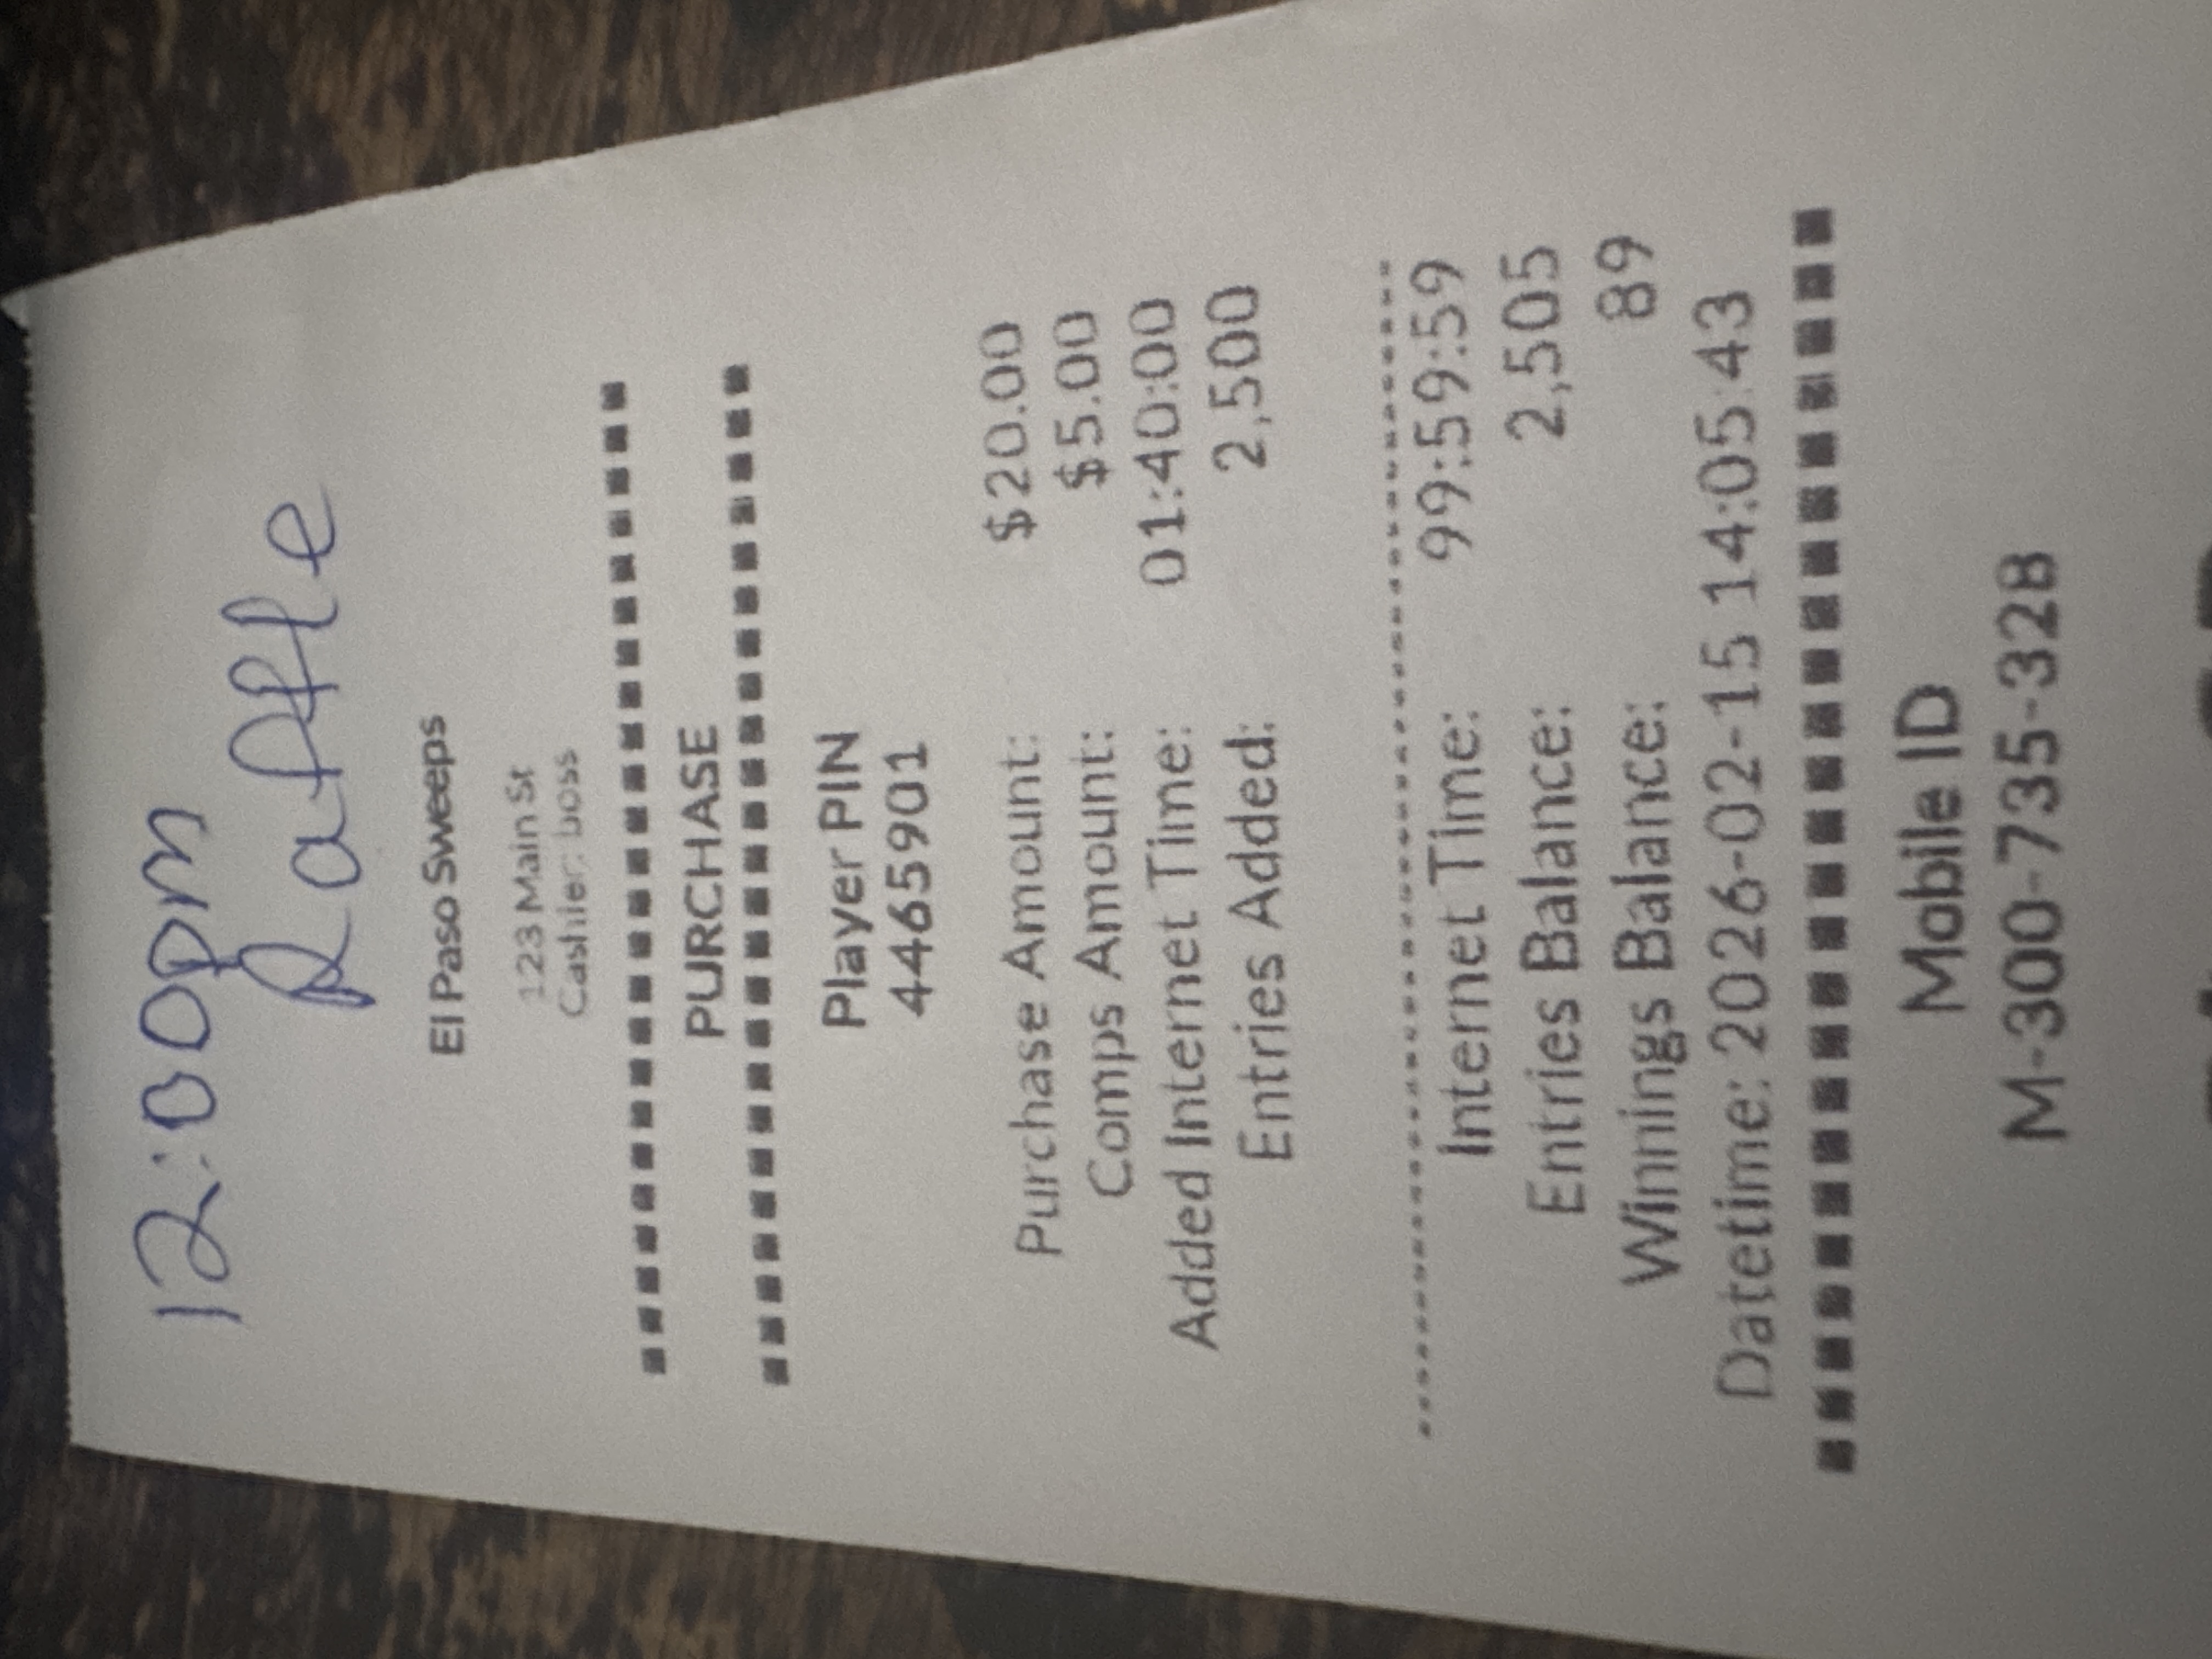 12:00pm
Raffle
El Paso Sweeps
123 Main St
Cashier: boss
PURCHASE
Player PIN
4465901
Purchase Amount: $20.00
Comps Amount: $5.00
Added Internet Time: 01:40:00
Entries Added: 2,500
Internet Time: 99:59:59
Entries Balance: 2,505
Winnings Balance: 89
Datetime: 2026-02-15 14:05:43
Mobile ID
M-300-735-328